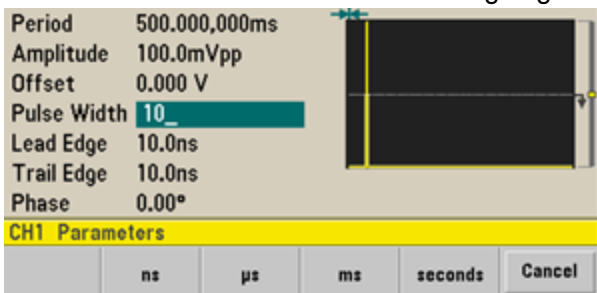 Period 500.000,000ms
Amplitude 100.0mVpp
Offset 0.000 V
Pulse Width 10_
Lead Edge 10.0ns
Trail Edge 10.0ns
Phase 0.00°
CH1 Parameters
ns µs ms seconds Cancel